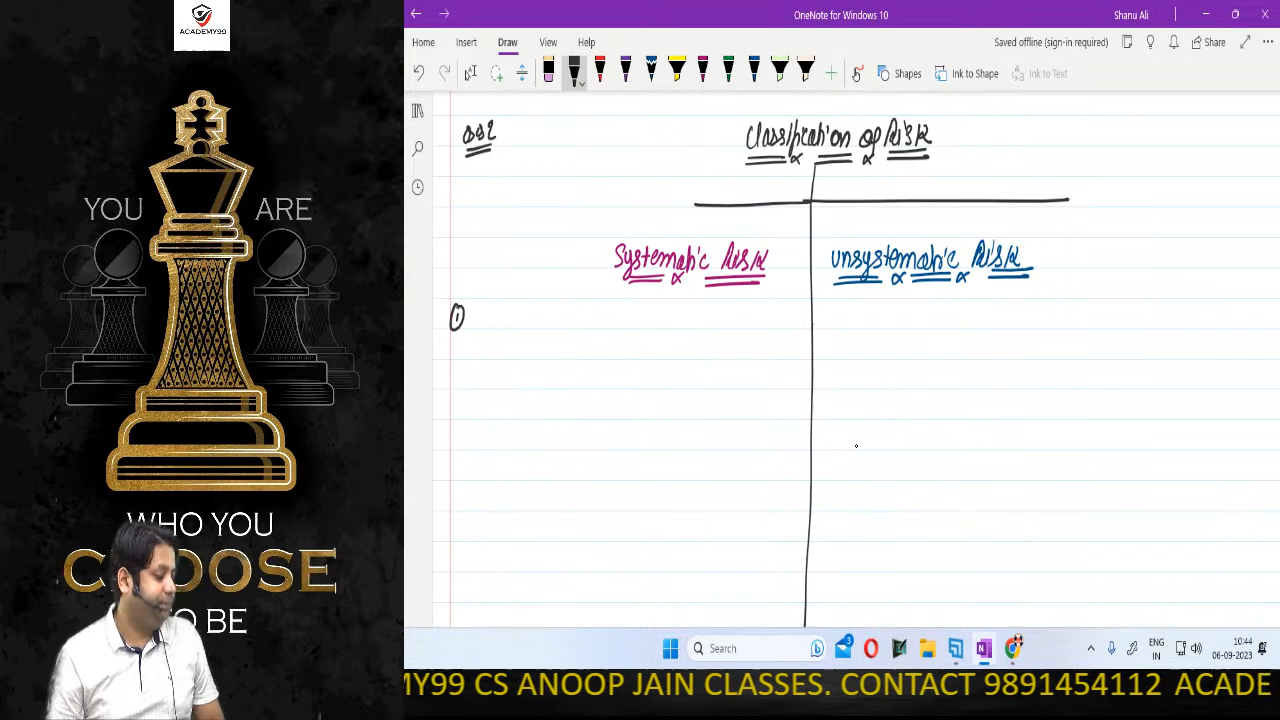 ACADEMY99
YOU ARE
WHO YOU
CHOOSE
TO BE
OneNote for Windows 10
Shanu Ali
Home Insert Draw View Help
Saved offline (sign-in required)
Share
Shapes
Ink to Shape
Ink to Text
Classification of Risk
Systematic Risk
Unsystematic Risk
①
Search
3
ENG
IN
10:44
06-09-2023
MY99 CS ANOOP JAIN CLASSES. CONTACT 9891454112 ACADE